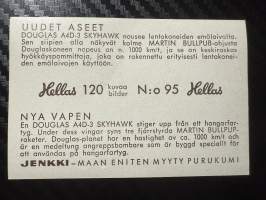 UUDET ASEET
DOUGLAS A4D-3 SKYHAWK nousee lentokoneiden emälaivalta.
Sen siipien alla näkyvät kolme MARTIN BULLPUB-ohjusta
Douglaskoneen nopeus on n. 1000 km/t, ja se on keskiraskas
hyökkäyspommittaja, joka on rakennettu erityisesti lentokonei-
den emälaivojen käyttöön.
Hellas 120 kuvaa bilder N:o 95 Hellas
NYA VAPEN
En DOUGLAS A4D-3 SKYHAWK stiger upp från ett hangarfar-
tyg. Under dess vingar syns tre fjärrstyrda MARTIN BULLPUP-
raketer. Douglas-planet har en hastighet av ca. 1000 km/t och
är en medeltung angreppsbombare som är byggd speciellt för
att användas på hangarfartyg.
JENKKI – MAAN ENITEN MYYTY PURUKUMI